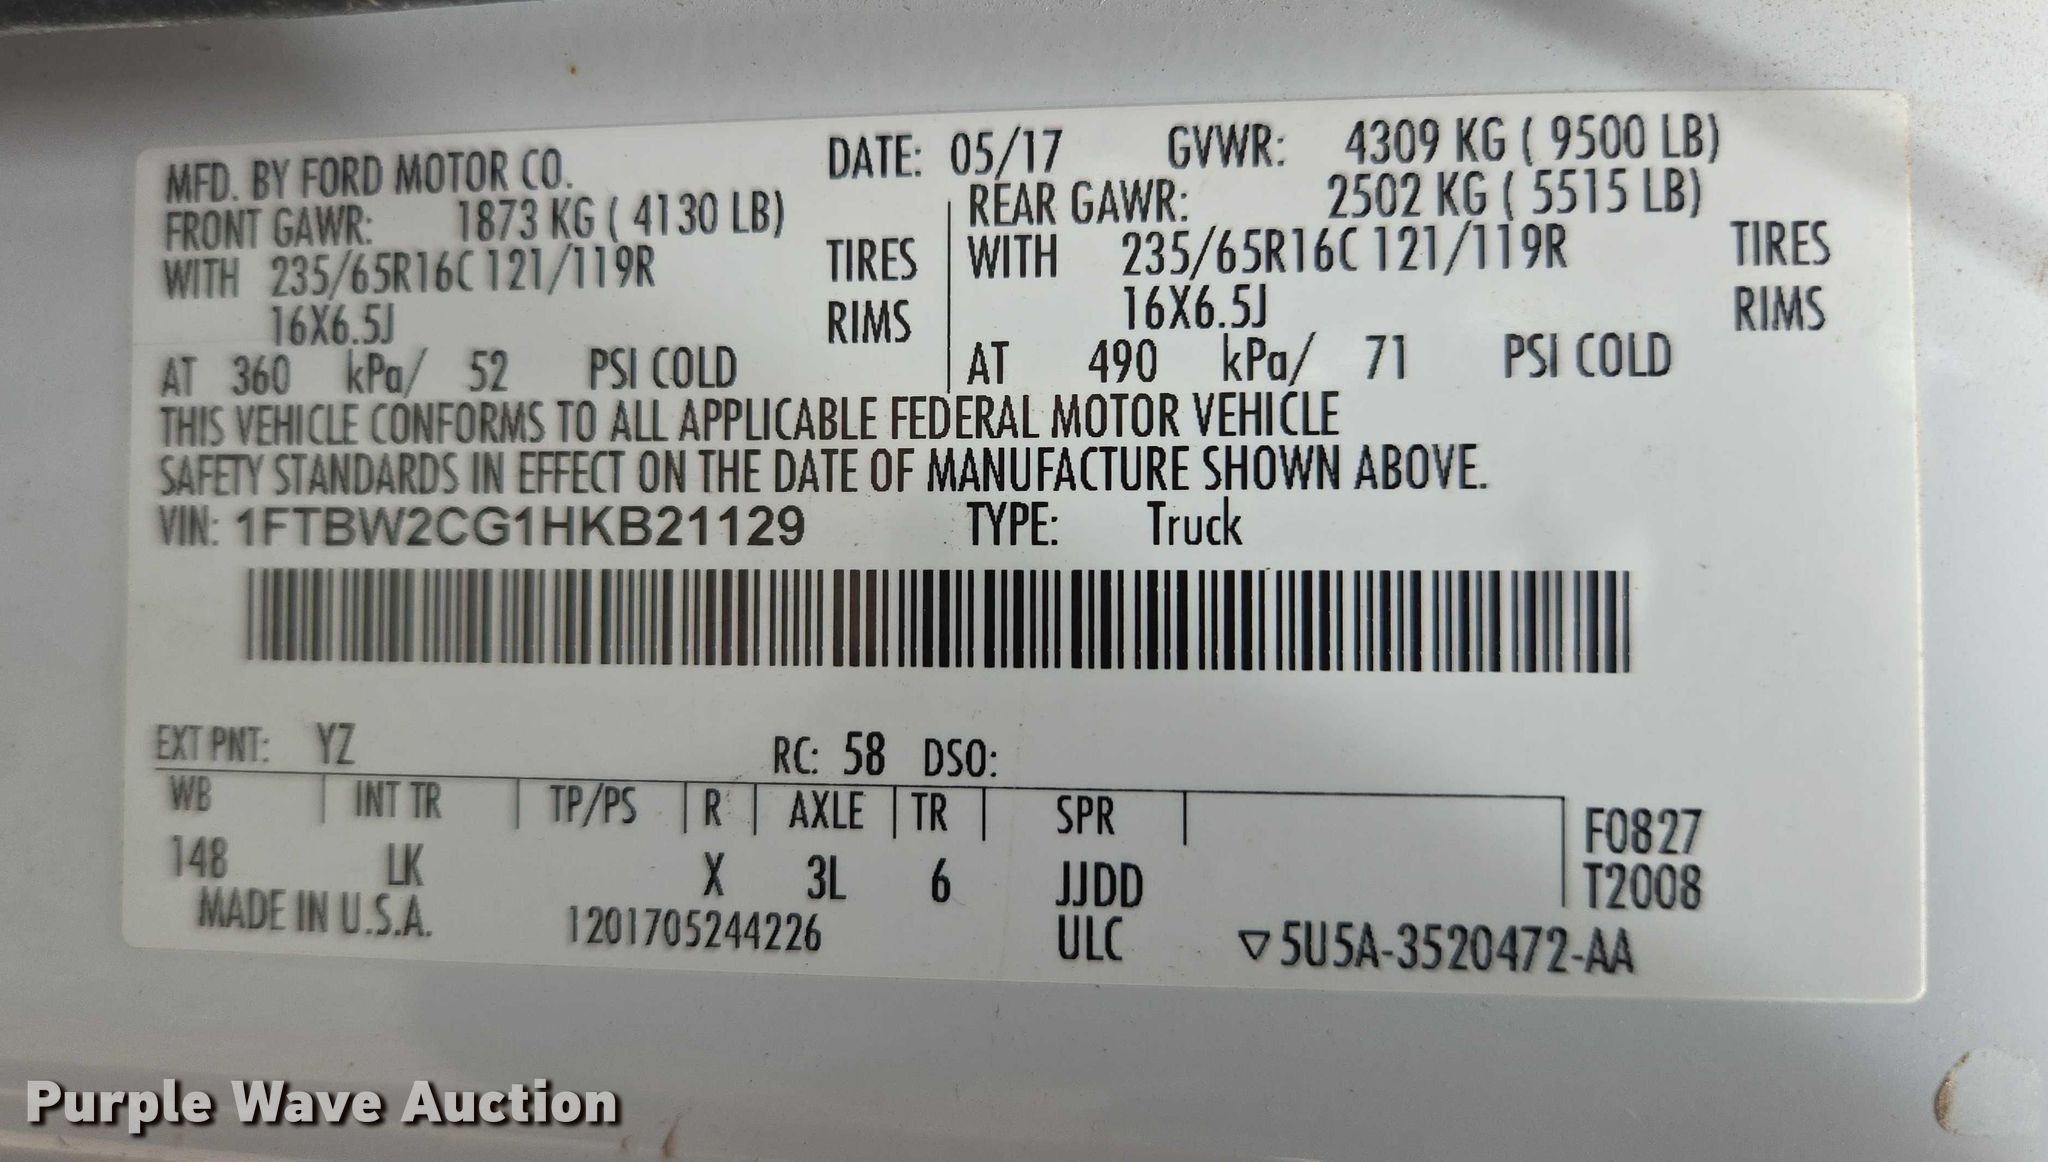 MFD. BY FORD MOTOR CO. DATE: 05/17 GVWR: 4309 KG ( 9500 LB)
FRONT GAWR: 1873 KG ( 4130 LB) REAR GAWR: 2502 KG ( 5515 LB)
WITH 235/65R16C 121/119R TIRES WITH 235/65R16C 121/119R TIRES
16X6.5J RIMS 16X6.5J RIMS
AT 360 kPa/ 52 PSI COLD AT 490 kPa/ 71 PSI COLD
THIS VEHICLE CONFORMS TO ALL APPLICABLE FEDERAL MOTOR VEHICLE
SAFETY STANDARDS IN EFFECT ON THE DATE OF MANUFACTURE SHOWN ABOVE.
VIN: 1FTBW2CG1HKB21129 TYPE: Truck
EXT PNT: YZ RC: 58 DSO:
WB INT TR TP/PS R AXLE TR SPR F0827
148 LK X 3L 6 JJDD T2008
MADE IN U.S.A. 1201705244226 ULC ▽5U5A-3520472-AA
Purple Wave Auction